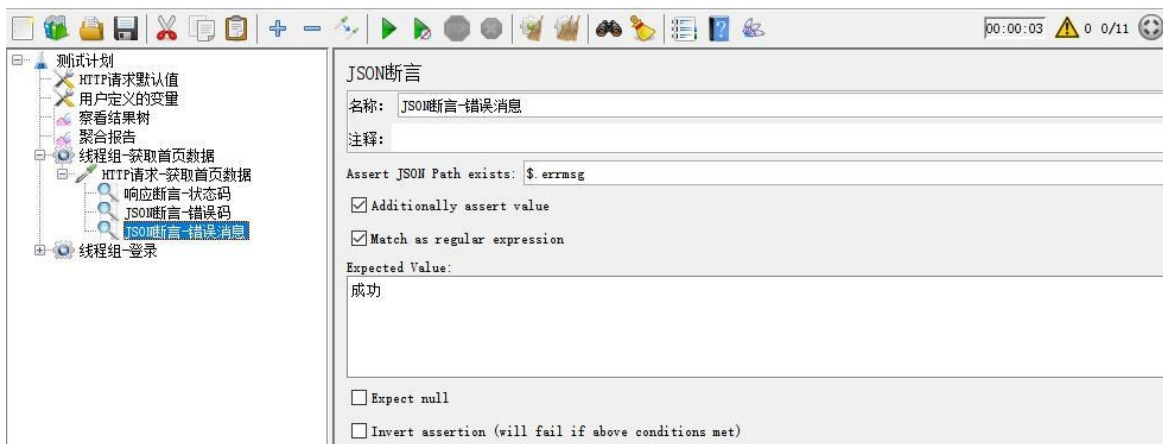 00:00:03 0 0/11
测试计划
HTTP请求默认值
用户定义的变量
察看结果树
聚合报告
线程组-获取首页数据
HTTP请求-获取首页数据
响应断言-状态码
JSON断言-错误码
JSON断言-错误消息
线程组-登录
JSON断言
名称: JSON断言-错误消息
注释:
Assert JSON Path exists: $.errmsg
Additionally assert value
Match as regular expression
Expected Value:
成功
Expect null
Invert assertion (will fail if above conditions met)